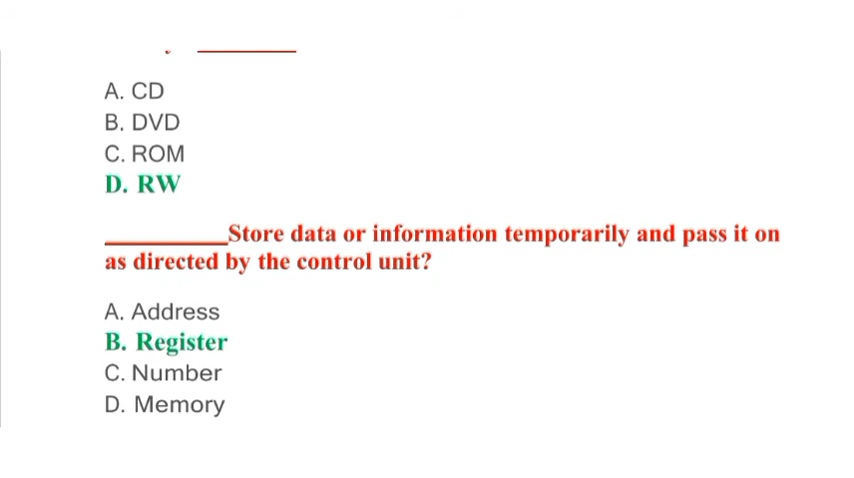 A. CD
B. DVD
C. ROM
D. RW
__________Store data or information temporarily and pass it on
as directed by the control unit?
A. Address
B. Register
C. Number
D. Memory